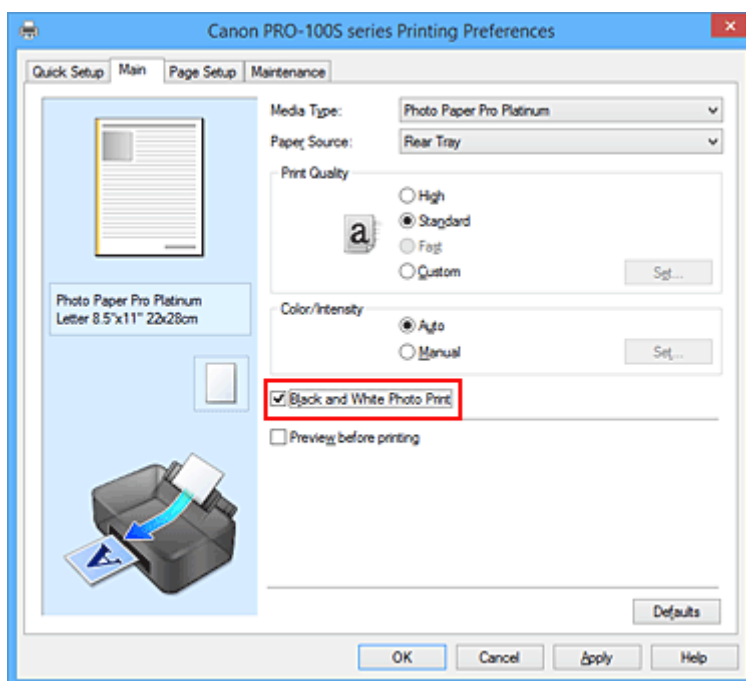 Canon PRO-100S series Printing Preferences
Quick Setup Main Page Setup Maintenance
Media Type: Photo Paper Pro Platinum
Paper Source: Rear Tray
Print Quality
High
Standard
Fast
Custom Set...
a
Photo Paper Pro Platinum
Letter 8.5"x11" 22x28cm
Color/Intensity
Auto
Manual Set...
Black and White Photo Print
Preview before printing
A
Defaults
OK Cancel Apply Help